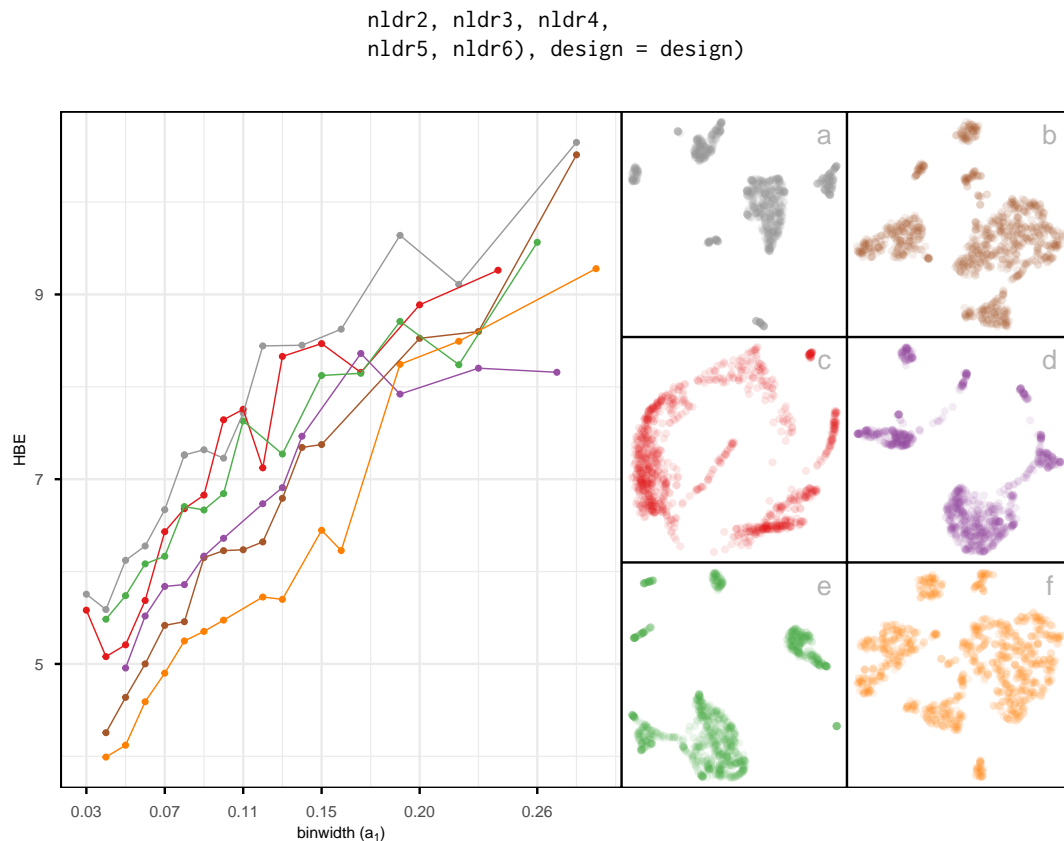 nldr2, nldr3, nldr4,
nldr5, nldr6), design = design)
HBE
9
7
5
0.03 0.07 0.11 0.15 0.20 0.26
binwidth (a₁)
a
b
c
d
e
f